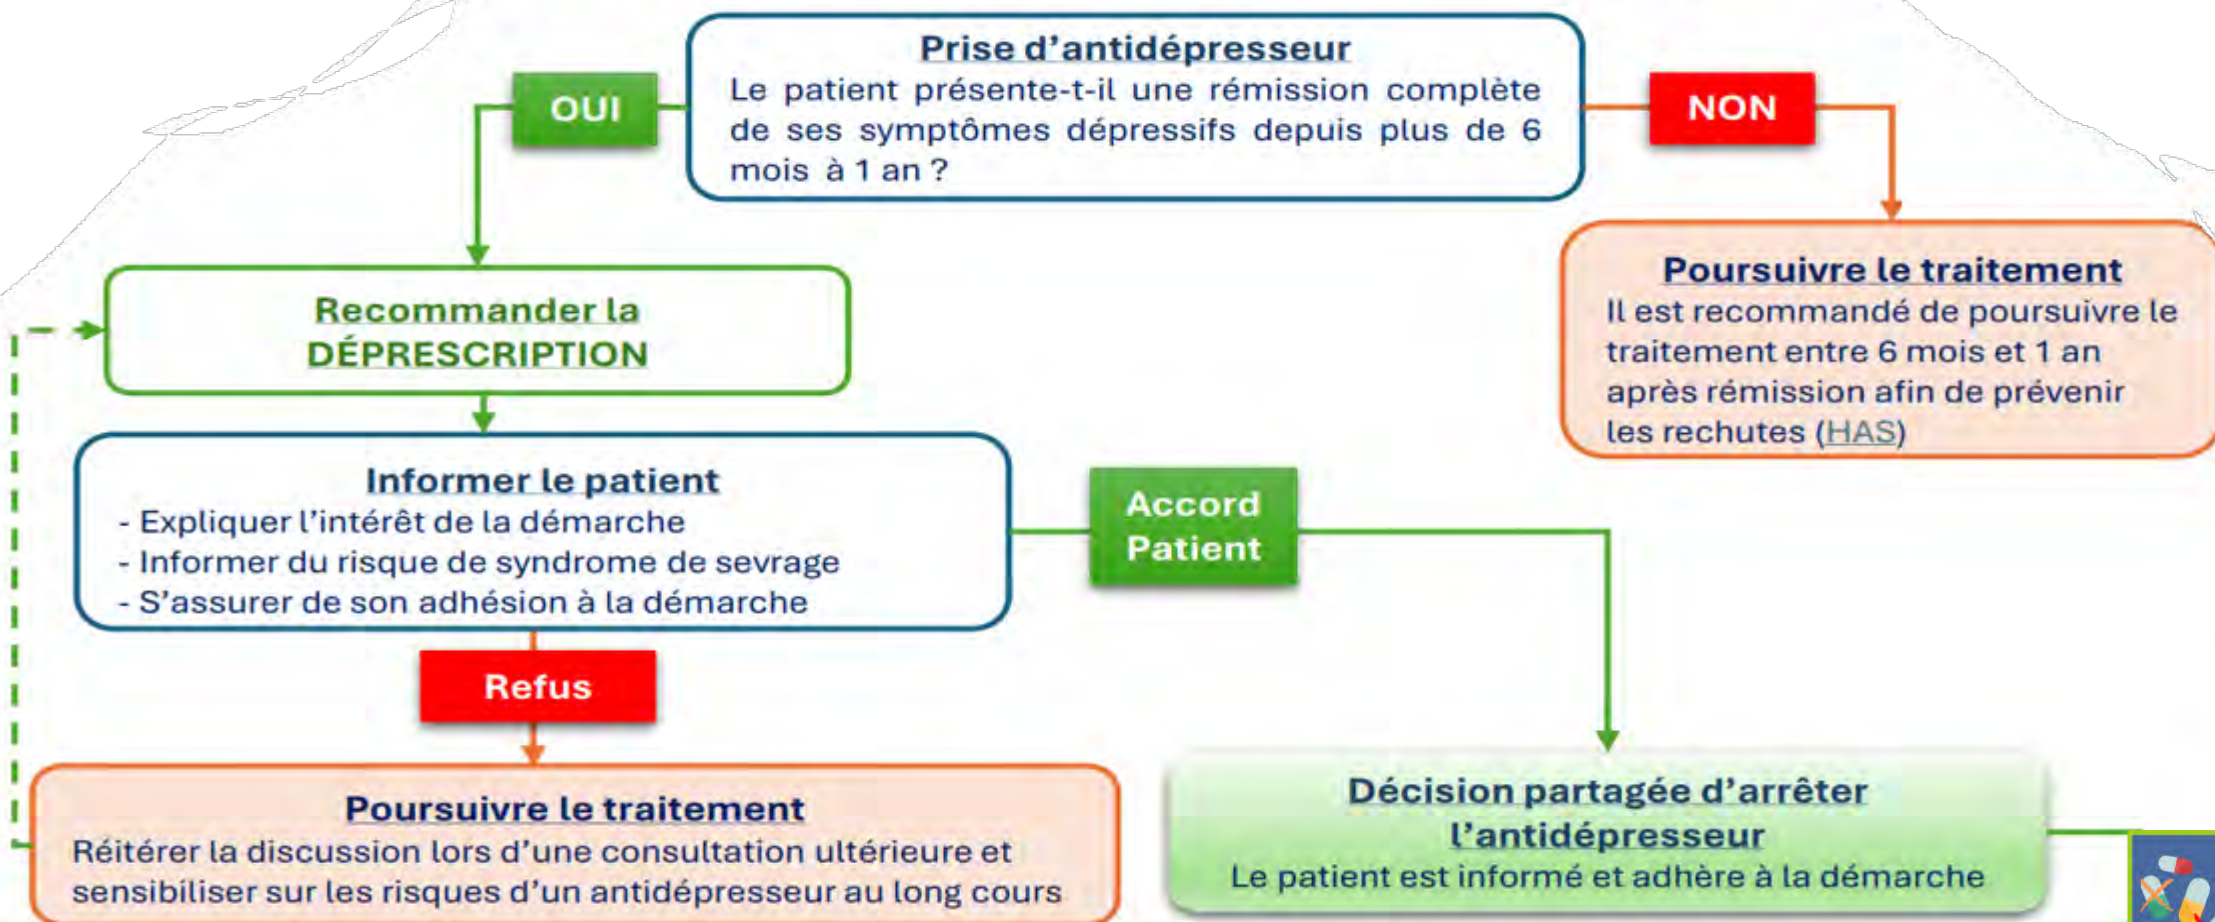 Prise d’antidépresseur
Le patient présente-t-il une rémission complète
de ses symptômes dépressifs depuis plus de 6
mois à 1 an ?
OUI
NON
Poursuivre le traitement
Il est recommandé de poursuivre le
traitement entre 6 mois et 1 an
après rémission afin de prévenir
les rechutes (HAS)
Recommander la
DÉPRESCRIPTION
Informer le patient
- Expliquer l’intérêt de la démarche
- Informer du risque de syndrome de sevrage
- S’assurer de son adhésion à la démarche
Accord
Patient
Refus
Poursuivre le traitement
Réitérer la discussion lors d’une consultation ultérieure et
sensibiliser sur les risques d’un antidépresseur au long cours
Décision partagée d’arrêter
l’antidépresseur
Le patient est informé et adhère à la démarche